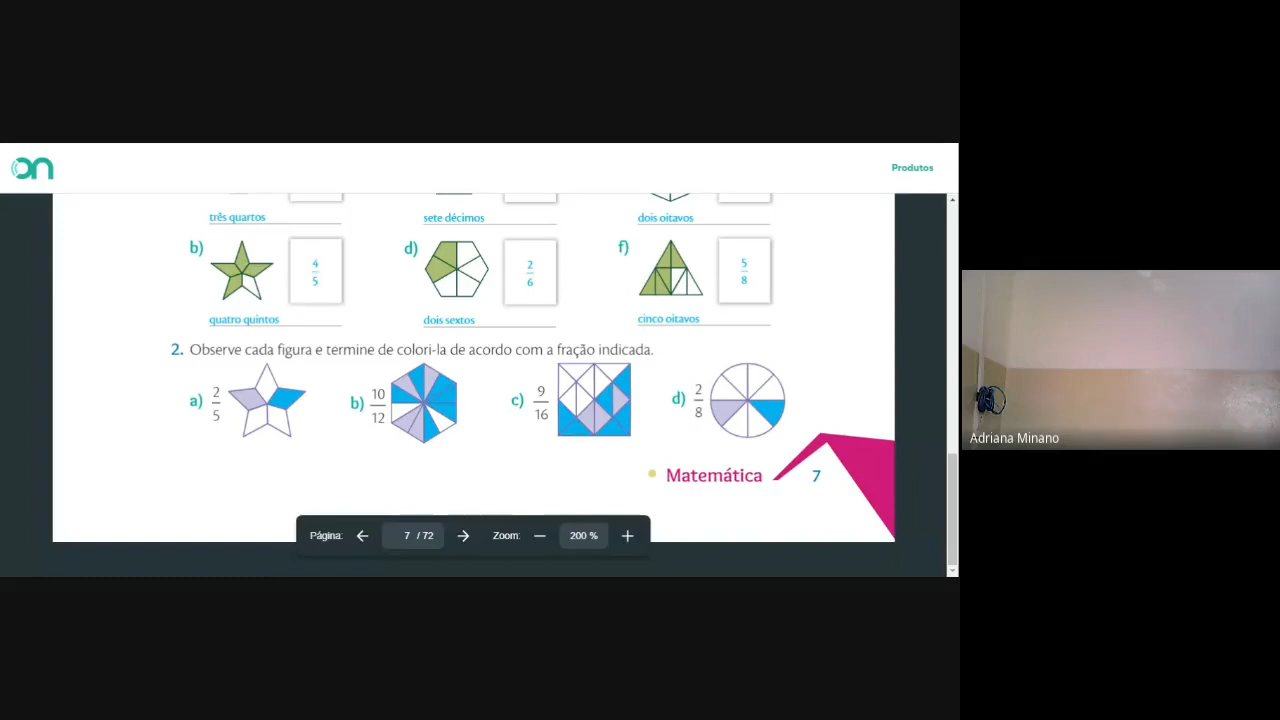 on
Produtos
três quartos
sete décimos
dois oitavos
b)
4
5
d)
2
6
f)
5
8
quatro quintos
dois sextos
cinco oitavos
2. Observe cada figura e termine de colori-la de acordo com a fração indicada.
a) 2
5
b) 10
12
c) 9
16
d) 2
8
Matemática 7
Página: 7 / 72 Zoom: 200 %
Adriana Minano